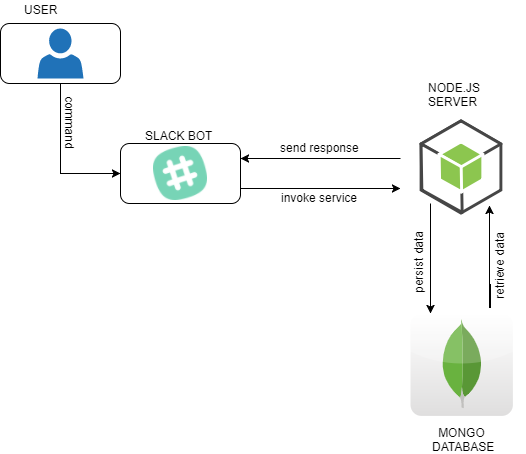 USER
command
SLACK BOT
send response
invoke service
NODE.JS
SERVER
persist data
retrieve data
MONGO
DATABASE